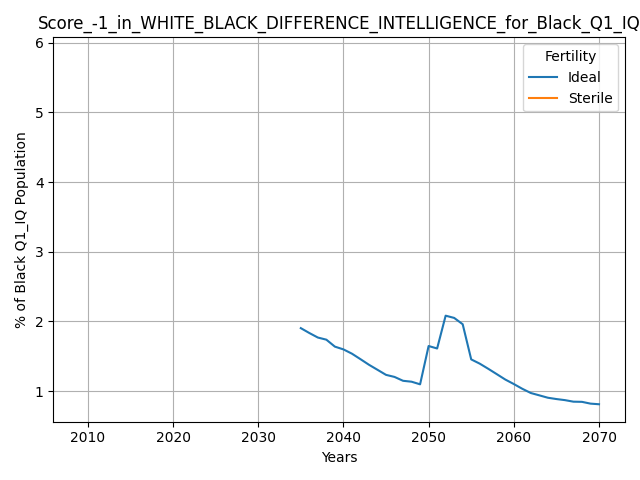 Score_-1_in_WHITE_BLACK_DIFFERENCE_INTELLIGENCE_for_Black_Q1_IQ
% of Black Q1_IQ Population
6
5
4
3
2
1
Fertility
Ideal
Sterile
2010 2020 2030 2040 2050 2060 2070
Years